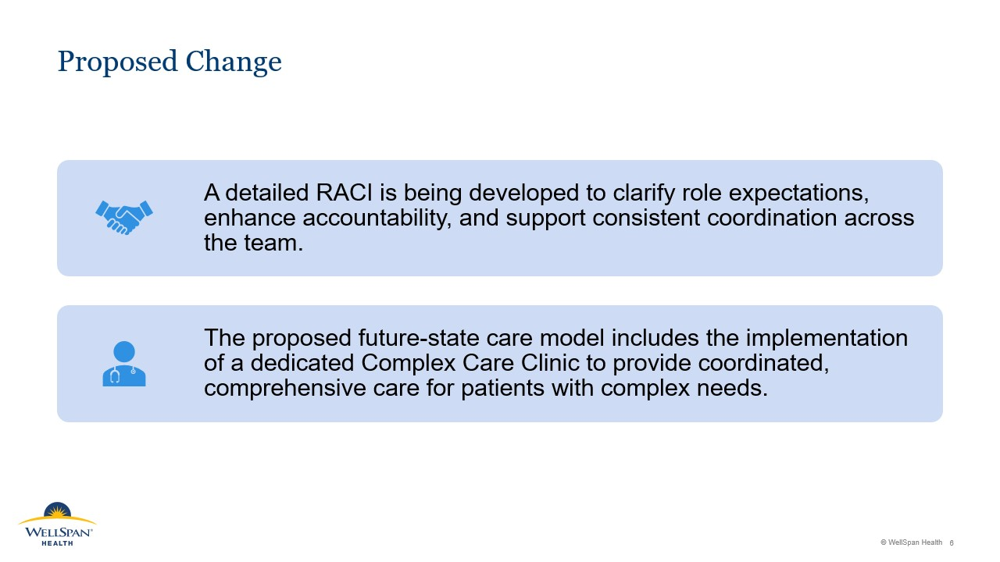 Proposed Change
A detailed RACI is being developed to clarify role expectations,
enhance accountability, and support consistent coordination across
the team.
The proposed future-state care model includes the implementation
of a dedicated Complex Care Clinic to provide coordinated,
comprehensive care for patients with complex needs.
WELLSPAN®
HEALTH
© WellSpan Health 6